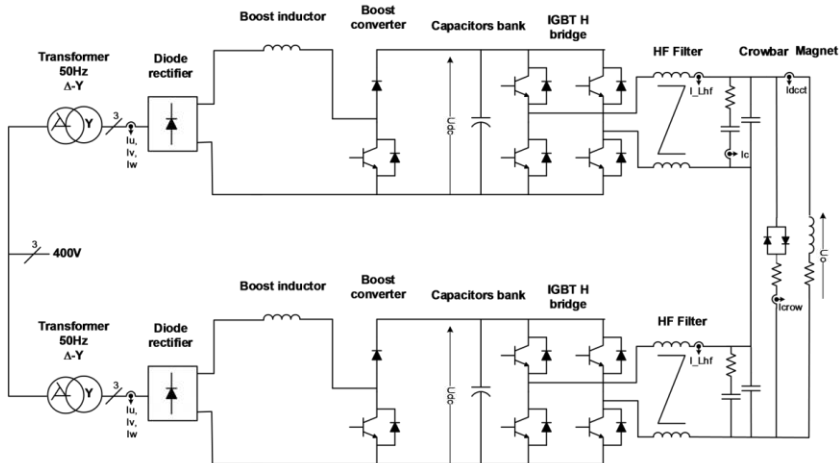 Boost inductor
Boost
converter
Capacitors bank
IGBT H
bridge
HF Filter
Crowbar
Magnet
Transformer
50Hz
Δ-Y
Diode
rectifier
Y
3
Iu,
Iv,
Iw
Udc
I_Lhf
Ic
Idcct
3
400V
Uo
Icrow
Boost inductor
Boost
converter
Capacitors bank
IGBT H
bridge
HF Filter
Transformer
50Hz
Δ-Y
Diode
rectifier
Y
3
Iu,
Iv,
Iw
Udc
I_Lhf